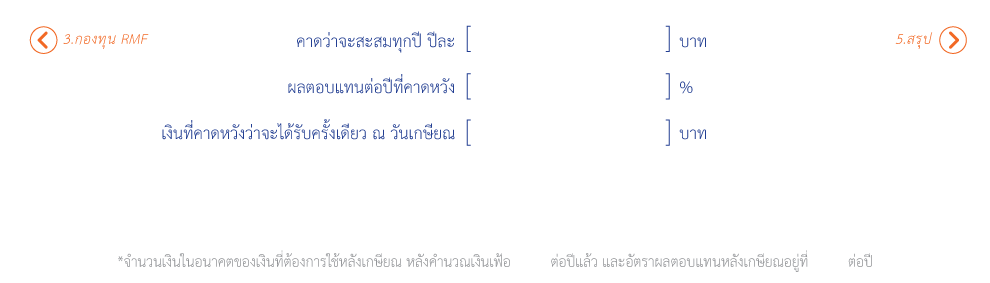 3.กองทุน RMF
คาดว่าจะสะสมทุกปี ปีละ [ ] บาท
5.สรุป
ผลตอบแทนต่อปีที่คาดหวัง [ ] %
เงินที่คาดหวังว่าจะได้รับครั้งเดียว ณ วันเกษียณ [ ] บาท
*จำนวนเงินในอนาคตของเงินที่ต้องการใช้หลังเกษียณ หลังคำนวณเงินเฟ้อ ต่อปีแล้ว และอัตราผลตอบแทนหลังเกษียณอยู่ที่ ต่อปี